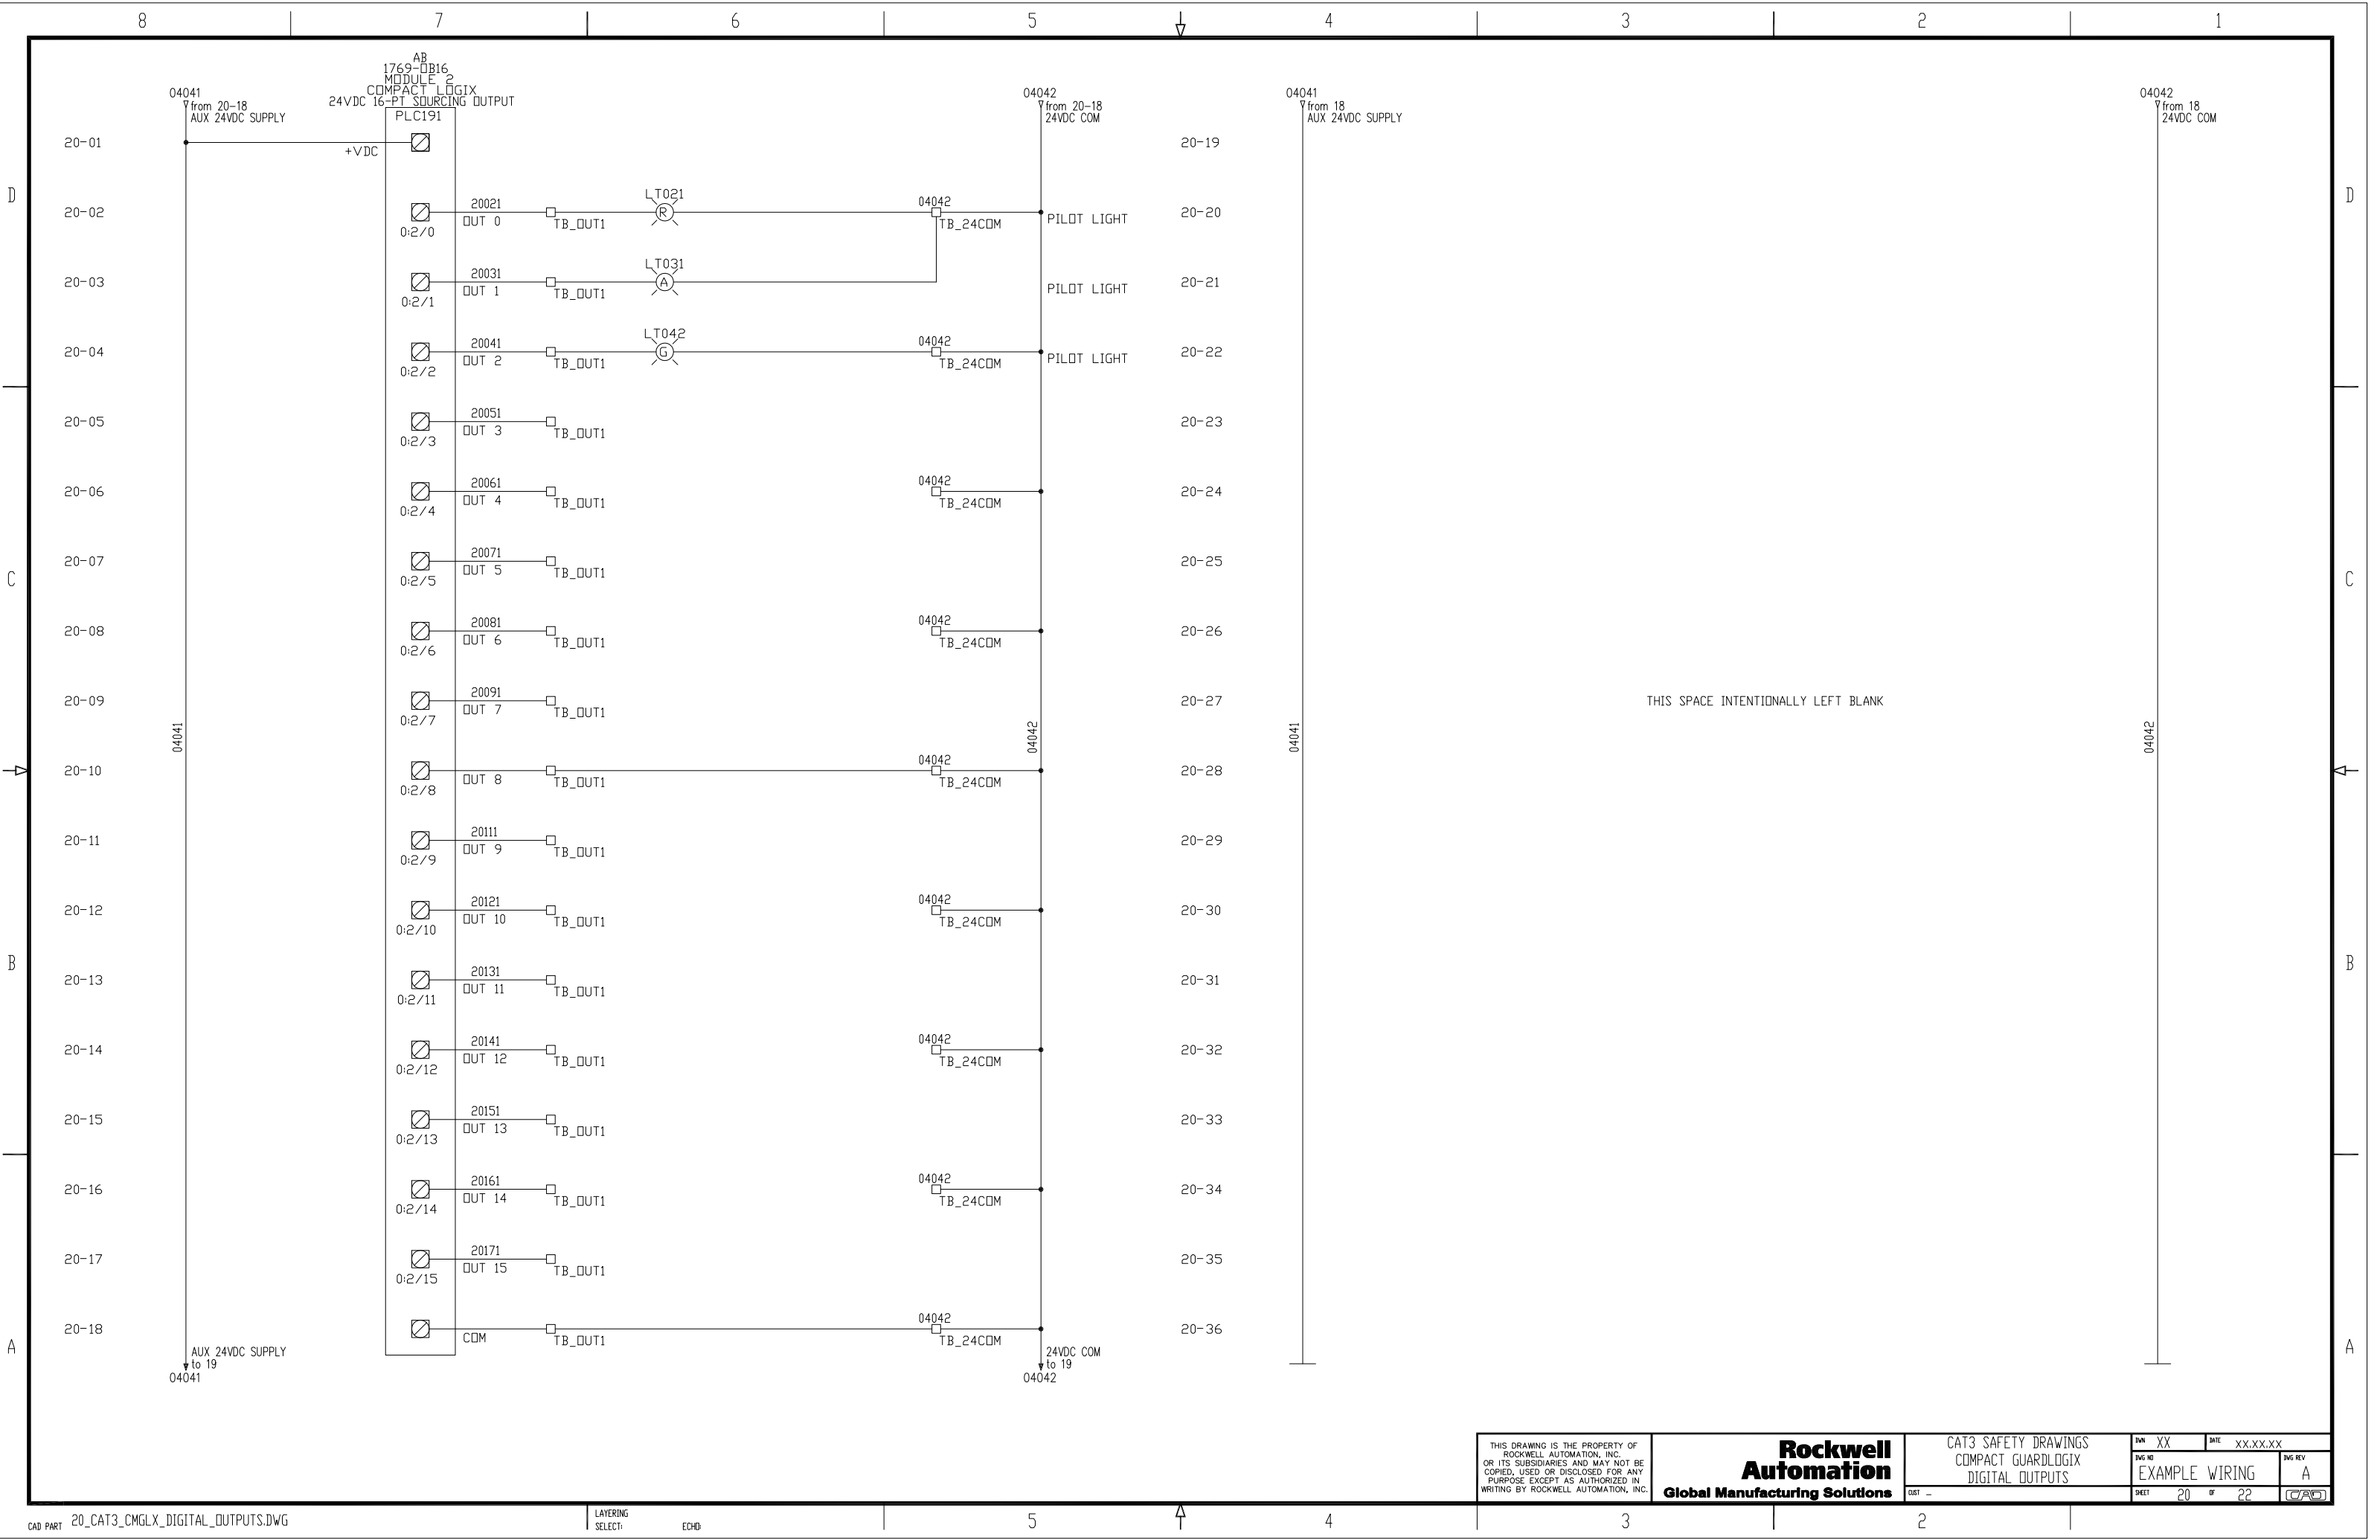 8 7 6 5 4 3 2 1
D
C
B
A
D
C
B
A
AB
1769-OB16
MODULE 2
COMPACT LOGIX
24VDC 16-PT SOURCING OUTPUT
PLC191
04041
from 20-18
AUX 24VDC SUPPLY
04042
from 20-18
24VDC COM
04041
from 18
AUX 24VDC SUPPLY
04042
from 18
24VDC COM
20-01 +VDC 20-19
20-02 20021 LT021 04042 20-20
R
O:2/0 OUT 0 TB_OUT1 TB_24COM PILOT LIGHT
20-03 20031 LT031 20-21
A
O:2/1 OUT 1 TB_OUT1 PILOT LIGHT
20-04 20041 LT042 04042 20-22
G
O:2/2 OUT 2 TB_OUT1 TB_24COM PILOT LIGHT
20-05 20051 20-23
O:2/3 OUT 3 TB_OUT1
20-06 20061 04042 20-24
O:2/4 OUT 4 TB_OUT1 TB_24COM
20-07 20071 20-25
O:2/5 OUT 5 TB_OUT1
20-08 20081 04042 20-26
O:2/6 OUT 6 TB_OUT1 TB_24COM
20-09 20091 20-27
O:2/7 OUT 7 TB_OUT1
THIS SPACE INTENTIONALLY LEFT BLANK
04041
04042
04041
04042
20-10 04042 20-28
O:2/8 OUT 8 TB_OUT1 TB_24COM
20-11 20111 20-29
O:2/9 OUT 9 TB_OUT1
20-12 20121 04042 20-30
O:2/10 OUT 10 TB_OUT1 TB_24COM
20-13 20131 20-31
O:2/11 OUT 11 TB_OUT1
20-14 20141 04042 20-32
O:2/12 OUT 12 TB_OUT1 TB_24COM
20-15 20151 20-33
O:2/13 OUT 13 TB_OUT1
20-16 20161 04042 20-34
O:2/14 OUT 14 TB_OUT1 TB_24COM
20-17 20171 20-35
O:2/15 OUT 15 TB_OUT1
20-18 04042 20-36
COM TB_OUT1 TB_24COM
AUX 24VDC SUPPLY
to 19
04041
24VDC COM
to 19
04042
THIS DRAWING IS THE PROPERTY OF
ROCKWELL AUTOMATION, INC.
OR ITS SUBSIDIARIES AND MAY NOT BE
COPIED, USED OR DISCLOSED FOR ANY
PURPOSE EXCEPT AS AUTHORIZED IN
WRITING BY ROCKWELL AUTOMATION, INC.
Rockwell
Automation
Global Manufacturing Solutions
CAT3 SAFETY DRAWINGS
COMPACT GUARDLOGIX
DIGITAL OUTPUTS
CUST -
DWN XX DATE XX.XX.XX
DWG NO EXAMPLE WIRING
DWG REV A
SHEET 20 OF 22
CAD
CAD PART 20_CAT3_CMGLX_DIGITAL_OUTPUTS.DWG
LAYERING
SELECT: ECHO:
5 4 3 2